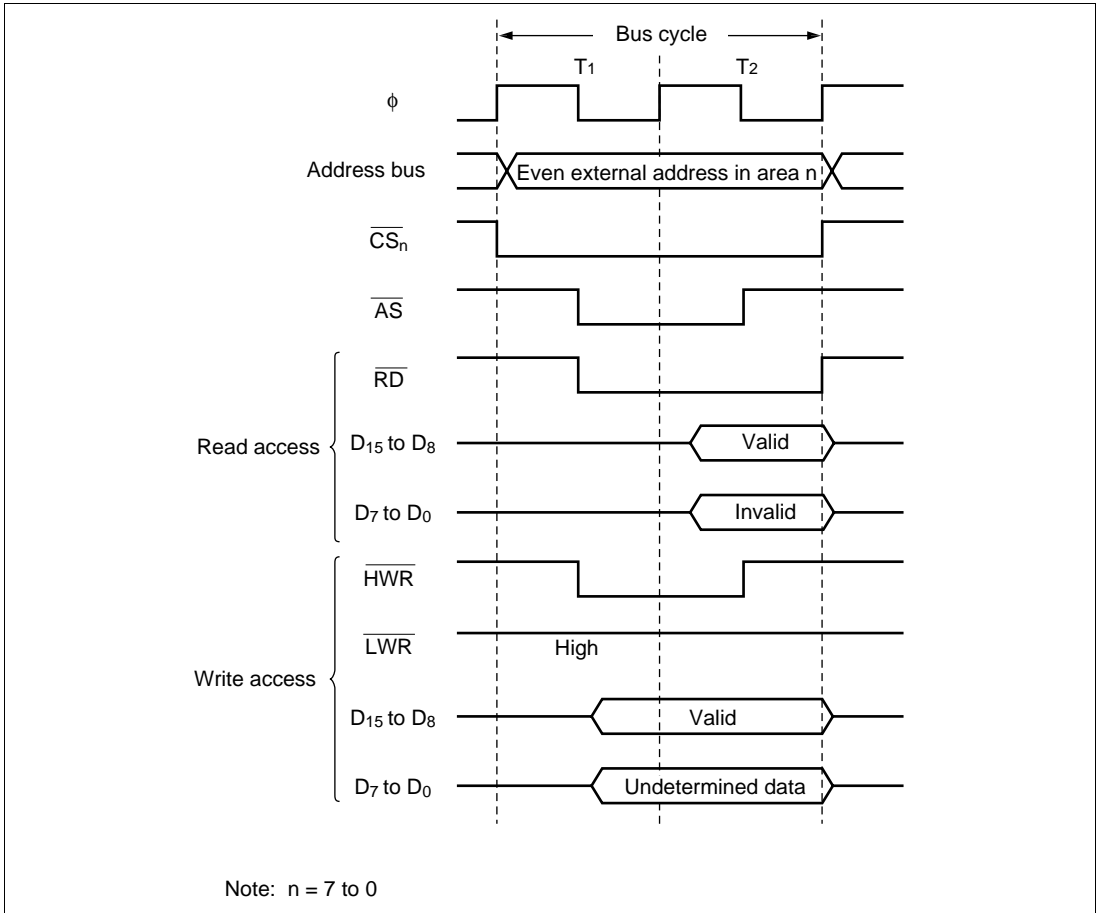 Bus cycle
T1 T2
ϕ
Address bus Even external address in area n
CSn
AS
RD
Read access D15 to D8 Valid
D7 to D0 Invalid
HWR
LWR High
Write access
D15 to D8 Valid
D7 to D0 Undetermined data
Note: n = 7 to 0